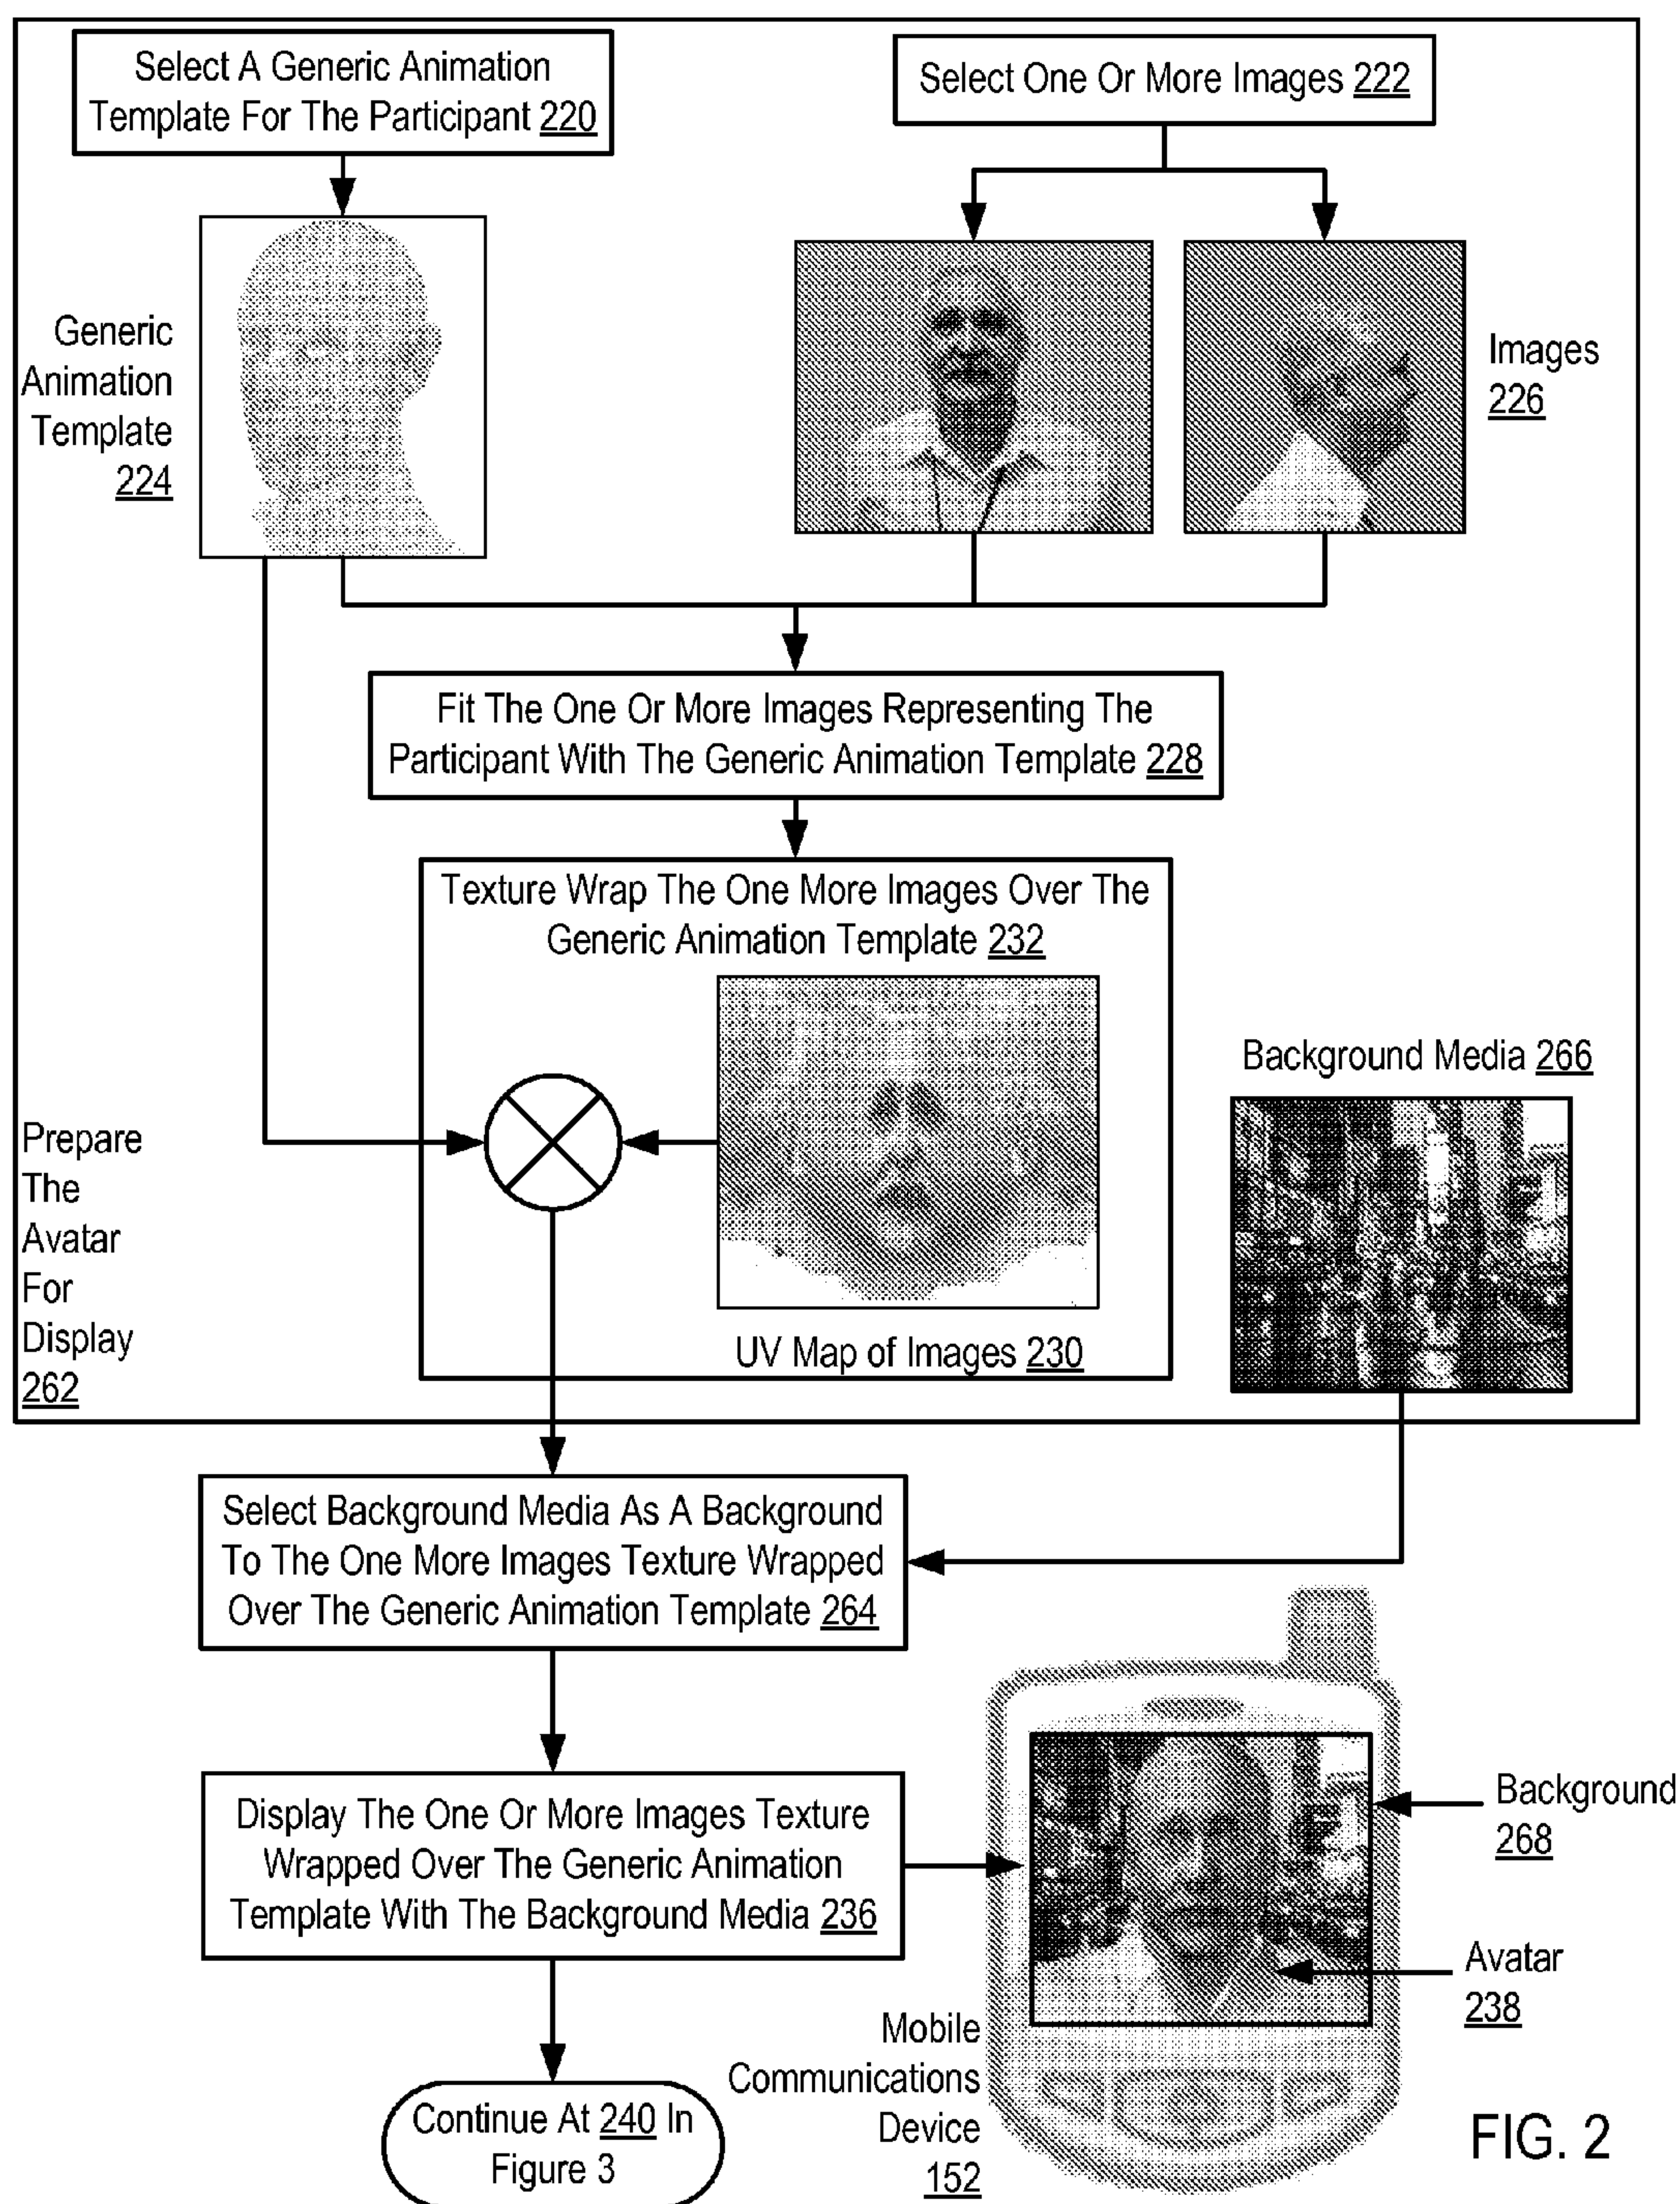 Select A Generic Animation
Template For The Participant 220
Select One Or More Images 222
Generic
Animation
Template
224
Images
226
Fit The One Or More Images Representing The
Participant With The Generic Animation Template 228
Texture Wrap The One More Images Over The
Generic Animation Template 232
UV Map of Images 230
Background Media 266
Prepare
The
Avatar
For
Display
262
Select Background Media As A Background
To The One More Images Texture Wrapped
Over The Generic Animation Template 264
Display The One Or More Images Texture
Wrapped Over The Generic Animation
Template With The Background Media 236
Background
268
Avatar
238
Mobile
Communications
Device
152
Continue At 240 In
Figure 3
FIG. 2